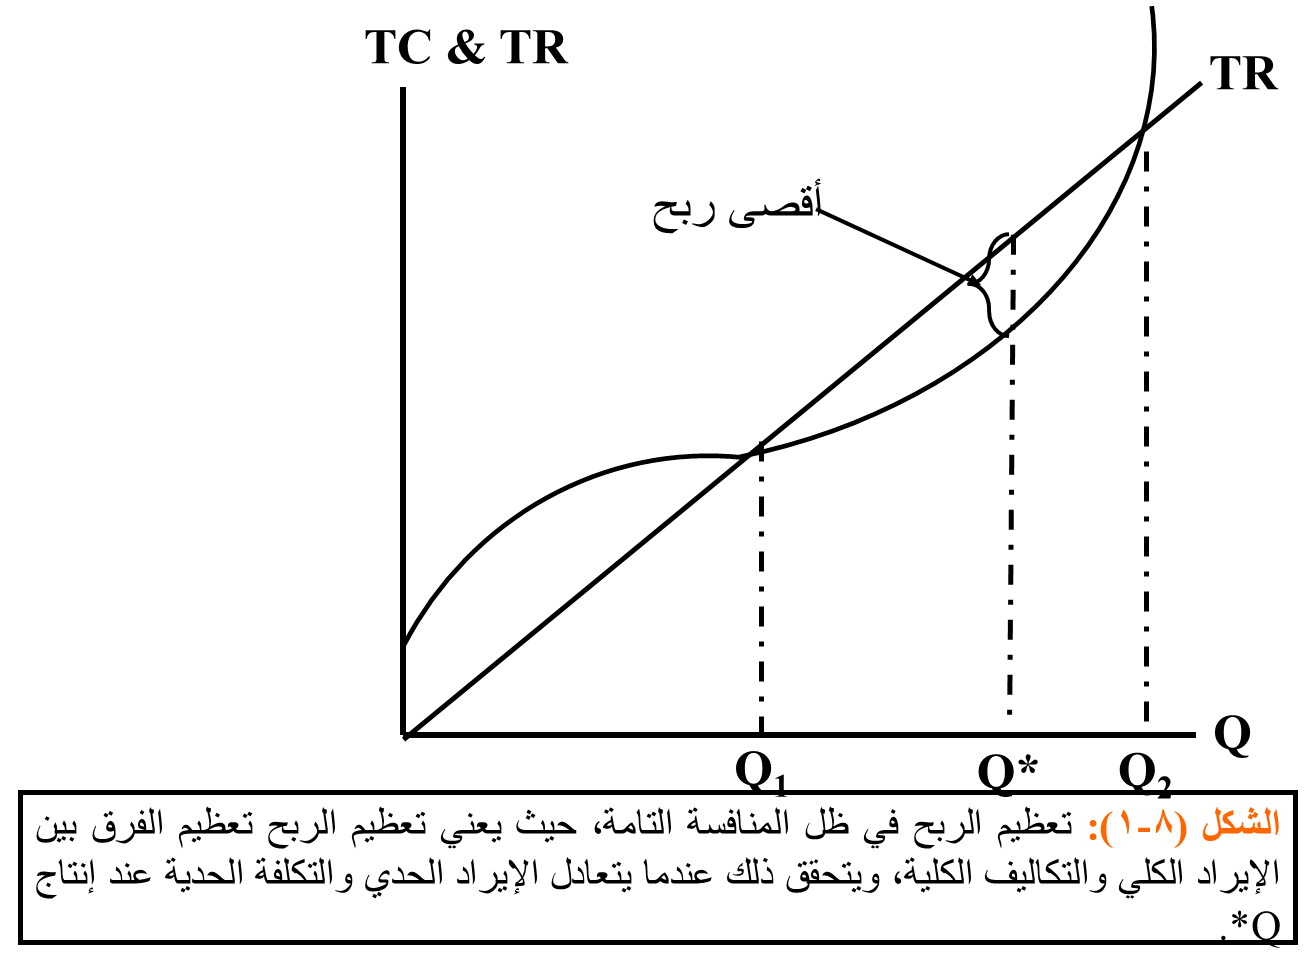 TC & TR
TR
أقصى ربح
Q
Q1
Q*
Q2
الشكل (٨-١): تعظيم الربح في ظل المنافسة التامة، حيث يعني تعظيم الربح تعظيم الفرق بين
الإيراد الكلي والتكاليف الكلية، ويتحقق ذلك عندما يتعادل الإيراد الحدي والتكلفة الحدية عند إنتاج
Q*.